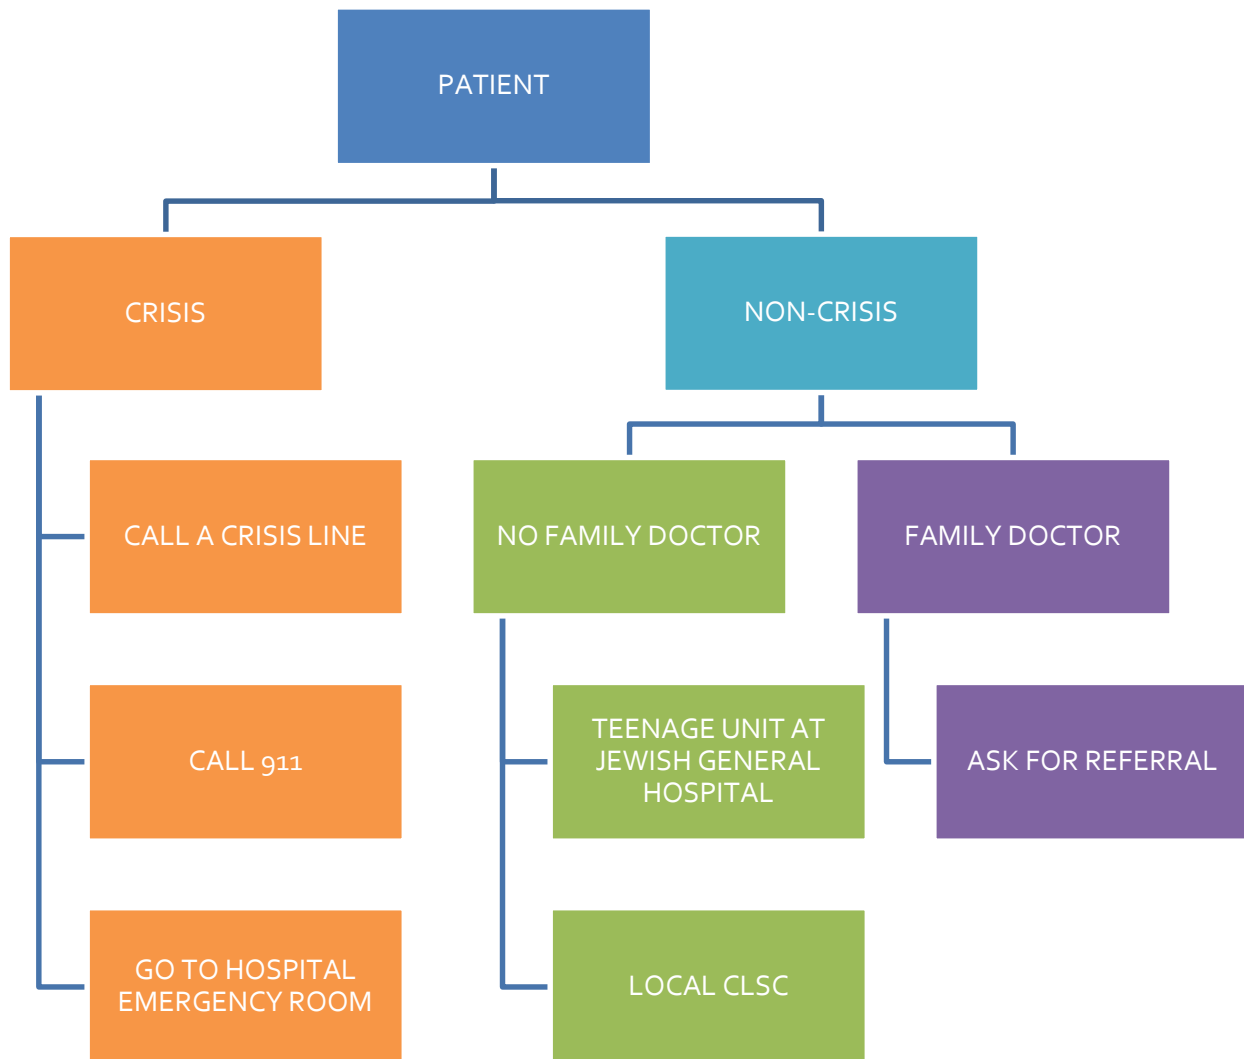 PATIENT
CRISIS
NON-CRISIS
CALL A CRISIS LINE
NO FAMILY DOCTOR
FAMILY DOCTOR
CALL 911
TEENAGE UNIT AT
JEWISH GENERAL
HOSPITAL
ASK FOR REFERRAL
GO TO HOSPITAL
EMERGENCY ROOM
LOCAL CLSC